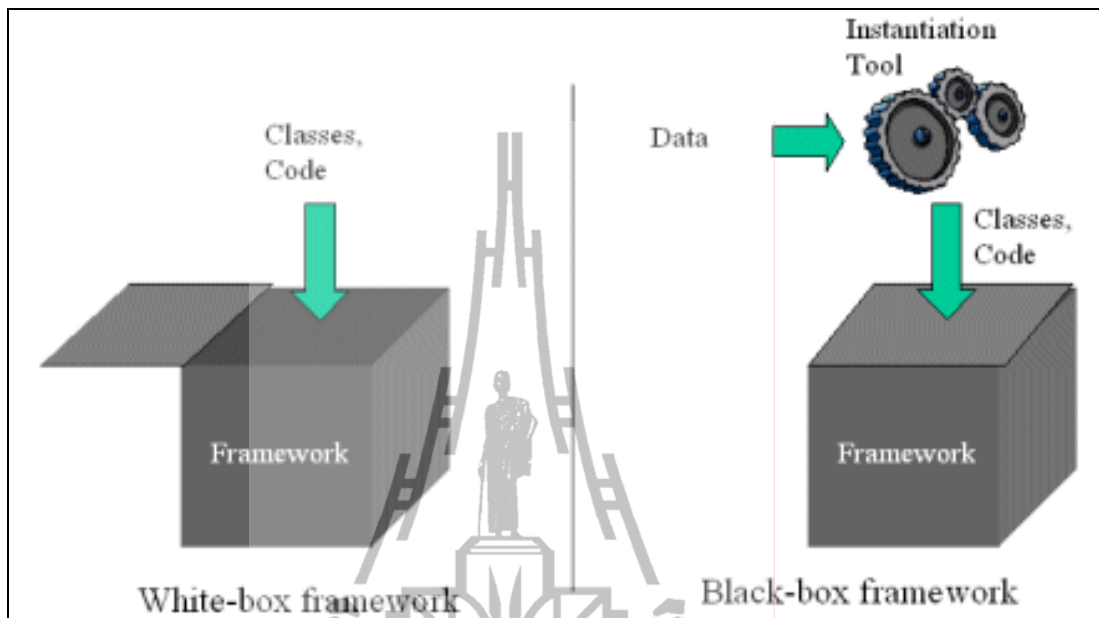 Instantiation
Tool
Classes,
Code
Data
Classes,
Code
Framework
Framework
White-box framework
Black-box framework